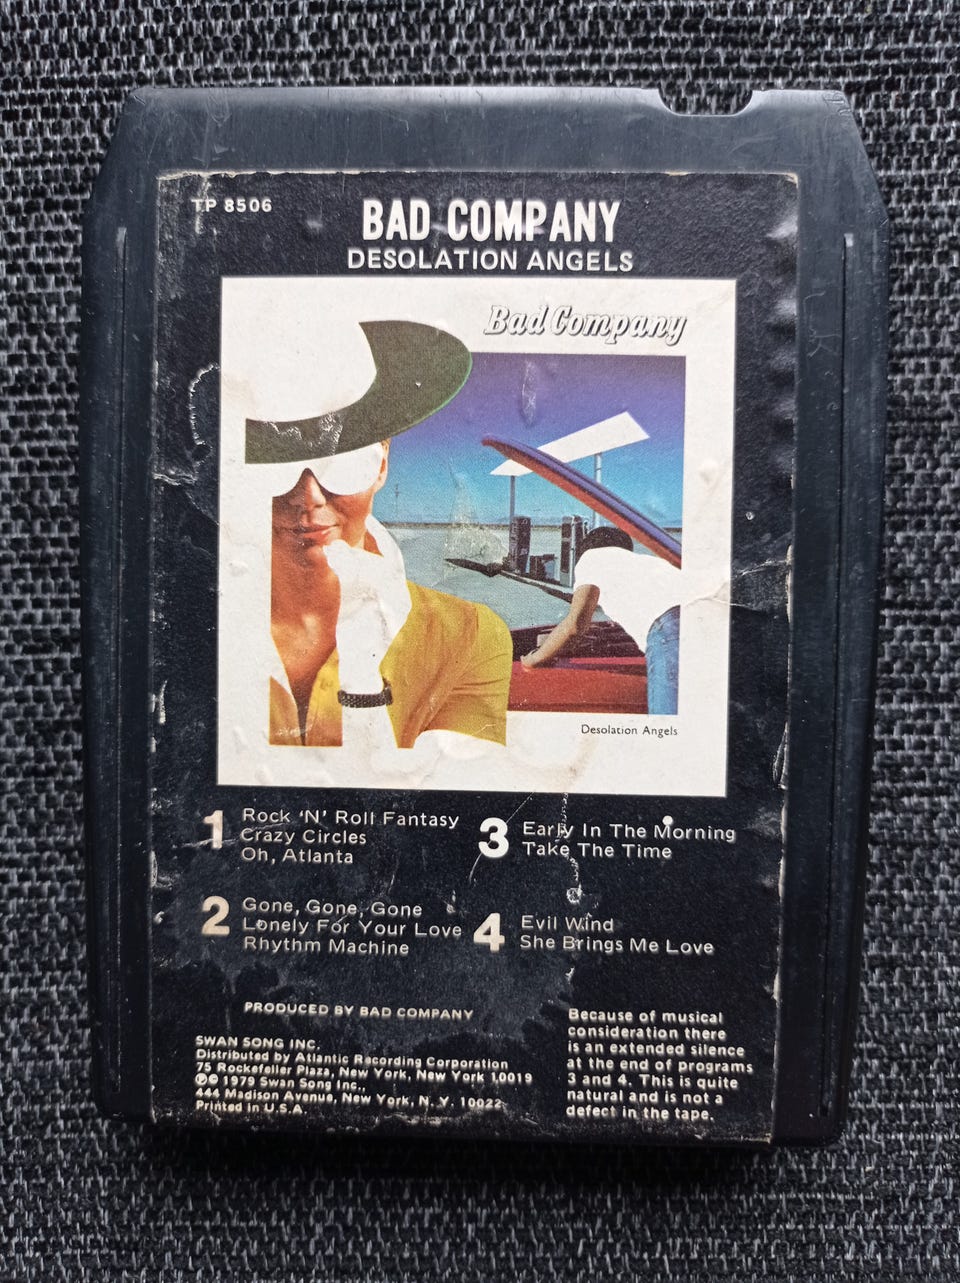 TP 8506
BAD COMPANY
DESOLATION ANGELS
Bad Company
Desolation Angels
1
Rock 'N' Roll Fantasy
Crazy Circles
Oh, Atlanta
2
Gone, Gone, Gone
Lonely For Your Love
Rhythm Machine
3
Early In The Morning
Take The Time
4
Evil Wind
She Brings Me Love
PRODUCED BY BAD COMPANY
SWAN SONG INC.
Distributed by Atlantic Recording Corporation
75 Rockefeller Plaza, New York, New York 10019
℗© 1979 Swan Song Inc.,
444 Madison Avenue, New York, N. Y. 10022
Printed in U.S.A.
Because of musical
consideration there
is an extended silence
at the end of programs
3 and 4. This is quite
natural and is not a
defect in the tape.